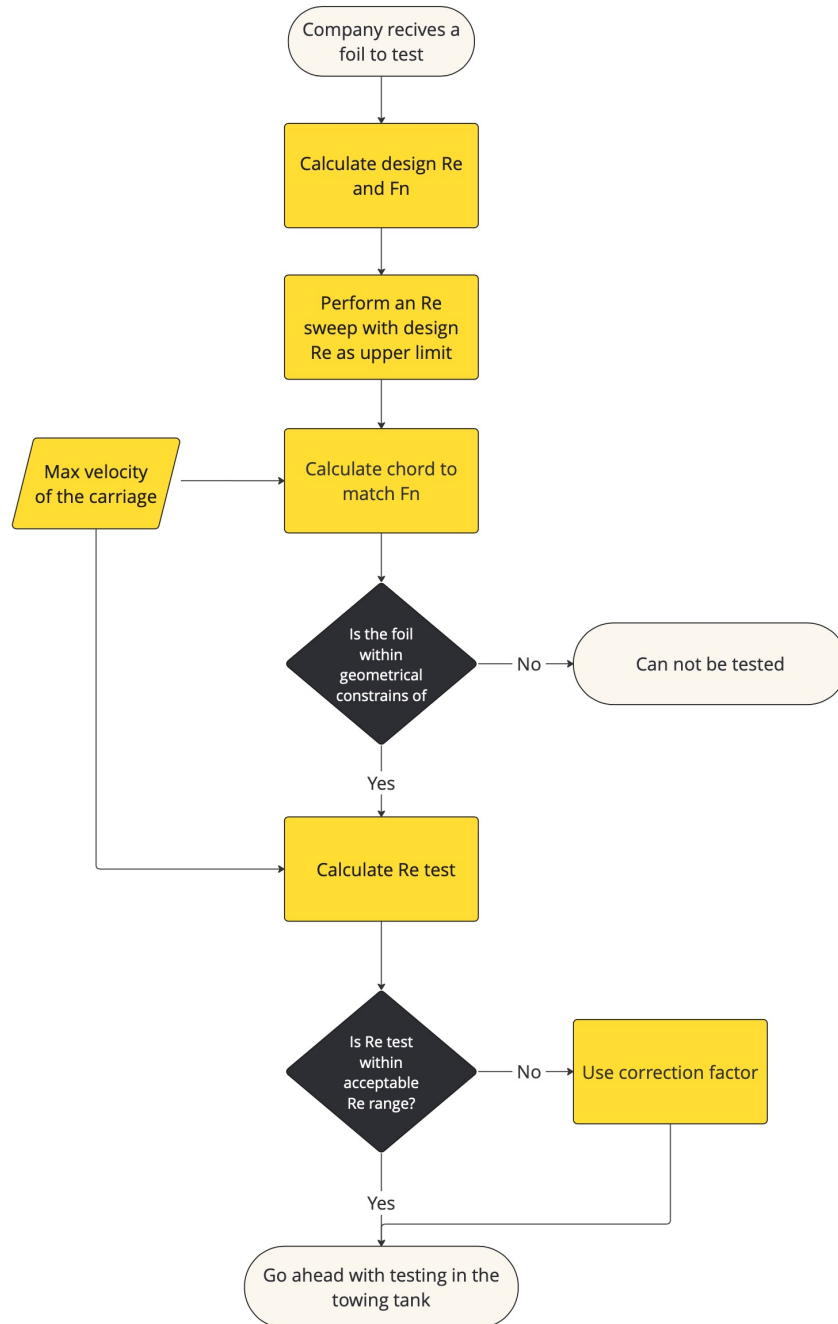 Company recives a
foil to test
Calculate design Re
and Fn
Perform an Re
sweep with design
Re as upper limit
Max velocity
of the carriage
Calculate chord to
match Fn
Is the foil
within
geometrical
constrains of
No
Can not be tested
Yes
Calculate Re test
Is Re test
within
acceptable
Re range?
No
Use correction factor
Yes
Go ahead with testing in the
towing tank